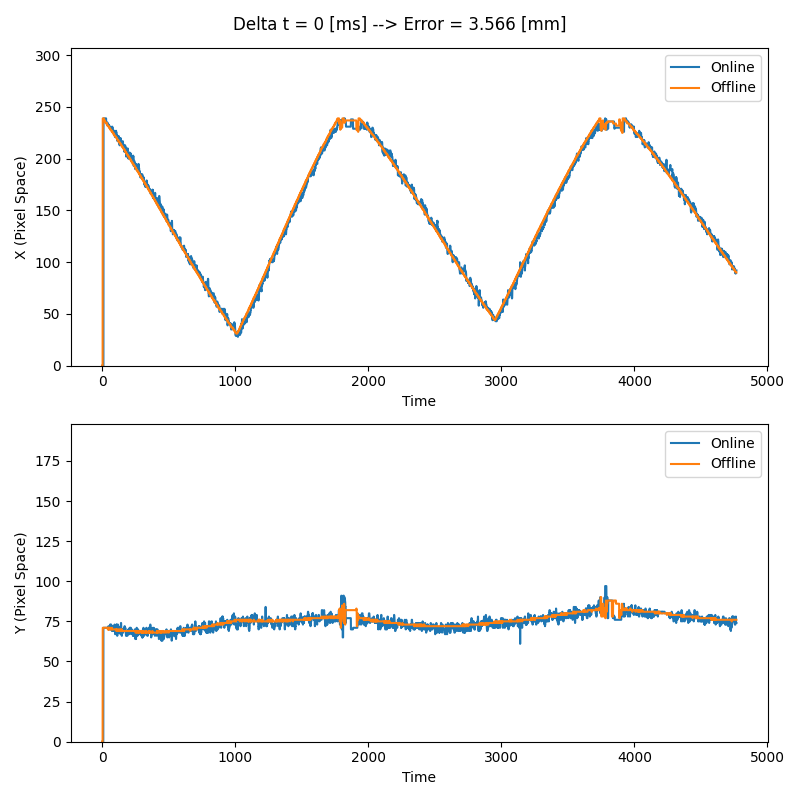 Delta t = 0 [ms] --> Error = 3.566 [mm]
300
250
200
150
100
50
0
X (Pixel Space)
Online
Offline
0 1000 2000 3000 4000 5000
Time
175
150
125
100
75
50
25
0
Y (Pixel Space)
Online
Offline
0 1000 2000 3000 4000 5000
Time